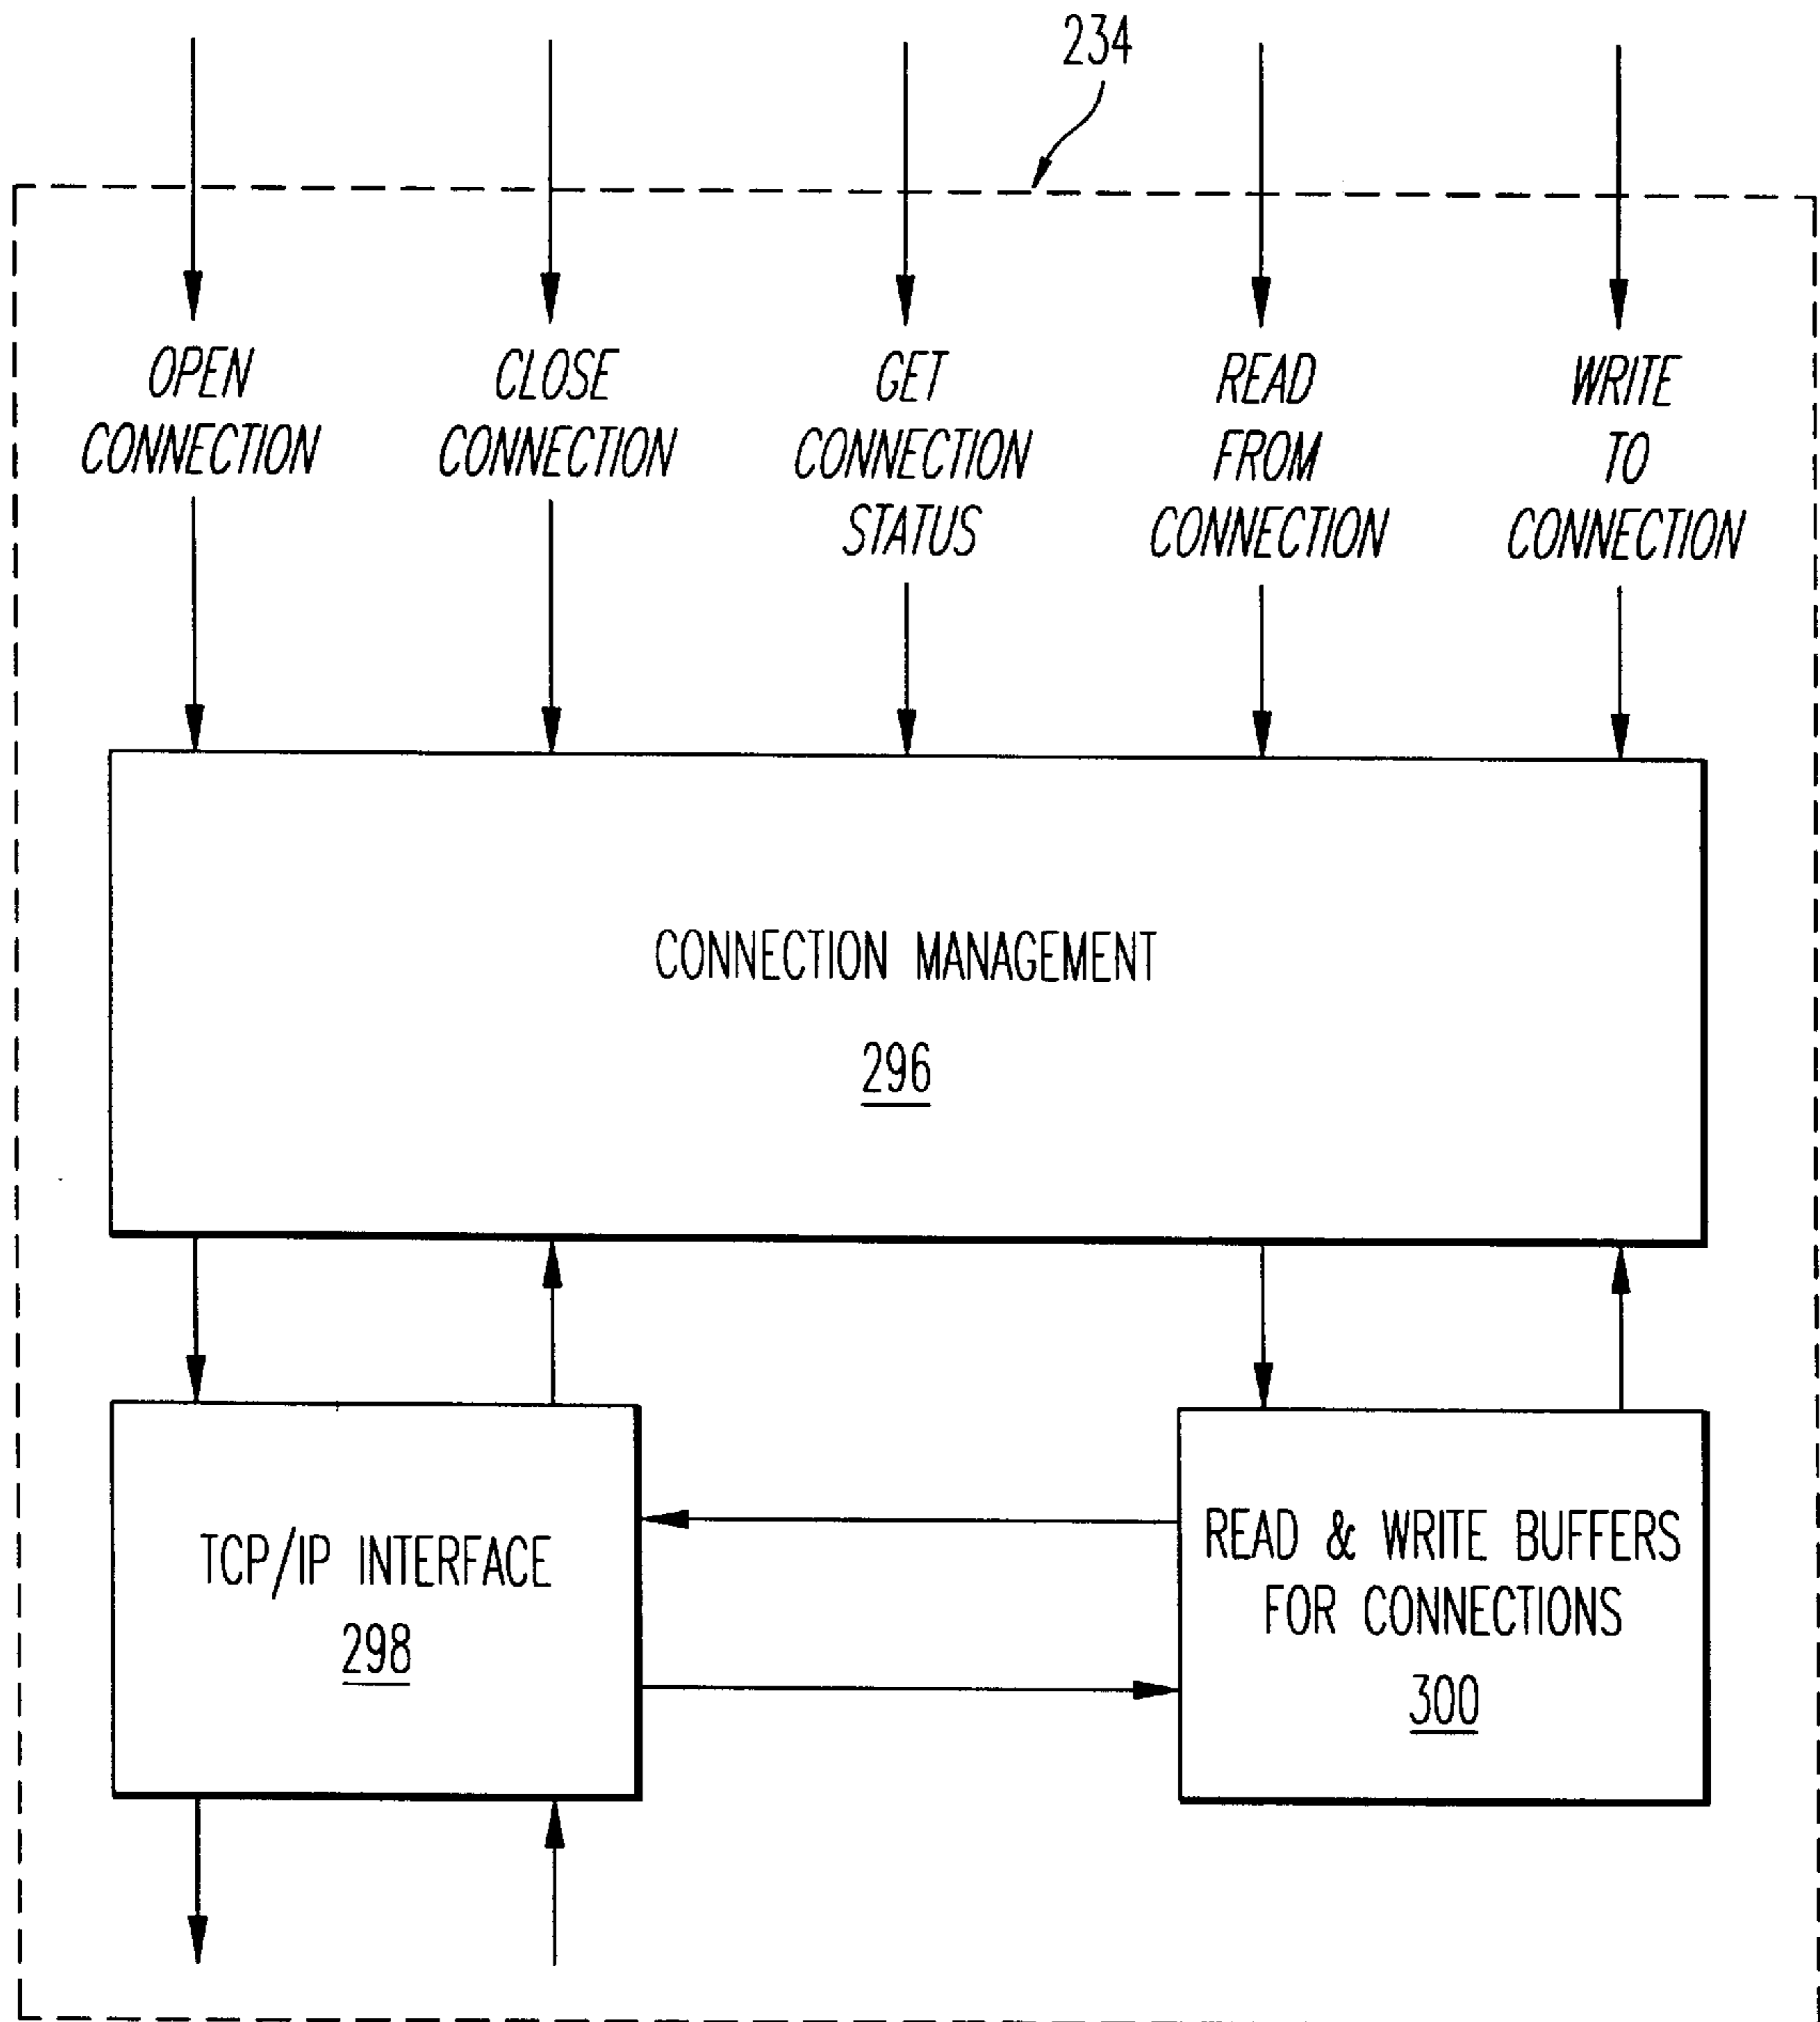 234
OPEN
CONNECTION
CLOSE
CONNECTION
GET
CONNECTION
STATUS
READ
FROM
CONNECTION
WRITE
TO
CONNECTION
CONNECTION MANAGEMENT
296
TCP/IP INTERFACE
298
READ & WRITE BUFFERS
FOR CONNECTIONS
300